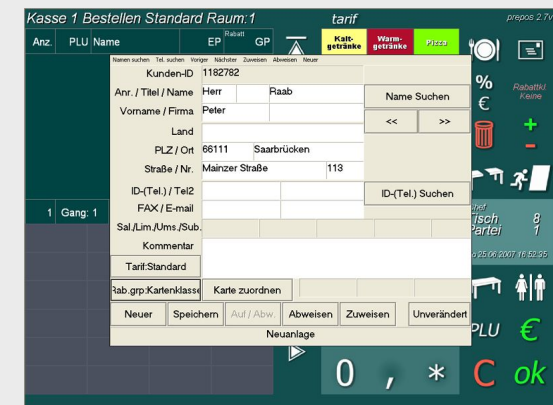 Kasse 1 Bestellen Standard Raum:1 tarif prepos 2.7
Anz. PLU Name EP Rabatt GP
Kalt-getränke Warm-getränke Pizza
Namen suchen Tel. suchen Voriger Nächster Zuweisen Abweisen Neuer
Kunden-ID 1182782
Anr. / Titel / Name Herr Raab Name Suchen
Vorname / Firma Peter << >>
Land
PLZ / Ort 66111 Saarbrücken
Straße / Nr. Mainzer Straße 113
ID-(Tel.) / Tel2 ID-(Tel.) Suchen
FAX / E-mail
Sal./Lim./Ums./Sub.
Kommentar
Tarif:Standard
Rab.grp:Kartenklasse Karte zuordnen
Neuer Speichern Auf / Abw. Abweisen Zuweisen Unverändert
Neuanlage
% Rabattkl
€ Keine
+
-
1 Gang: 1
isch 8
Partei 1
25.06.2007 16:52:35
PLU €
0 , * C ok